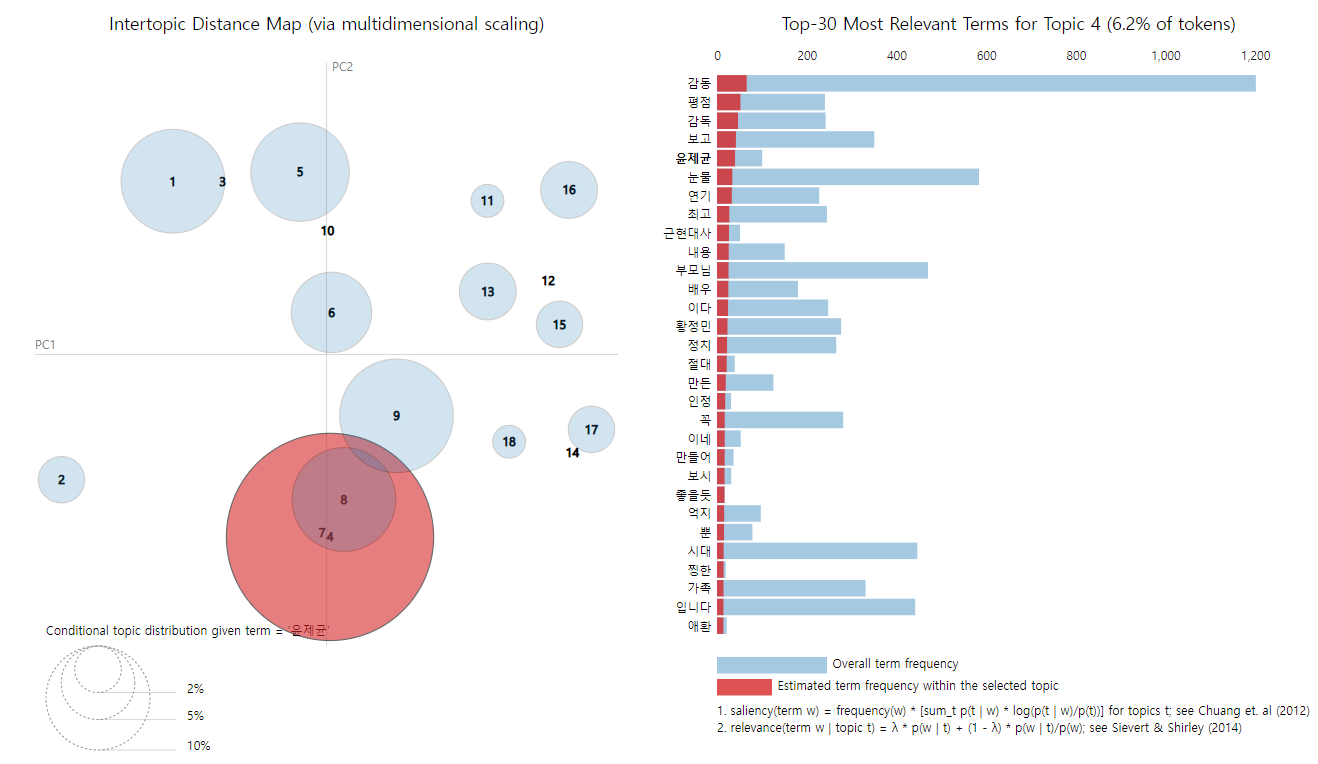 Intertopic Distance Map (via multidimensional scaling)
PC2
PC1
1
3
5
10
11
16
6
13
12
15
9
18
17
14
2
8
7
4
Conditional topic distribution given term = '윤제균'
2%
5%
10%
Top-30 Most Relevant Terms for Topic 4 (6.2% of tokens)
0 200 400 600 800 1,000 1,200
감동
평점
감독
보고
윤제균
눈물
연기
최고
근현대사
내용
부모님
배우
이다
황정민
정치
절대
만든
인정
꼭
이네
만들어
보시
좋을듯
억지
뿐
시대
찡한
가족
입니다
애환
Overall term frequency
Estimated term frequency within the selected topic
1. saliency(term w) = frequency(w) * [sum_t p(t | w) * log(p(t | w)/p(t))] for topics t; see Chuang et. al (2012)
2. relevance(term w | topic t) = λ * p(w | t) + (1 - λ) * p(w | t)/p(w); see Sievert & Shirley (2014)